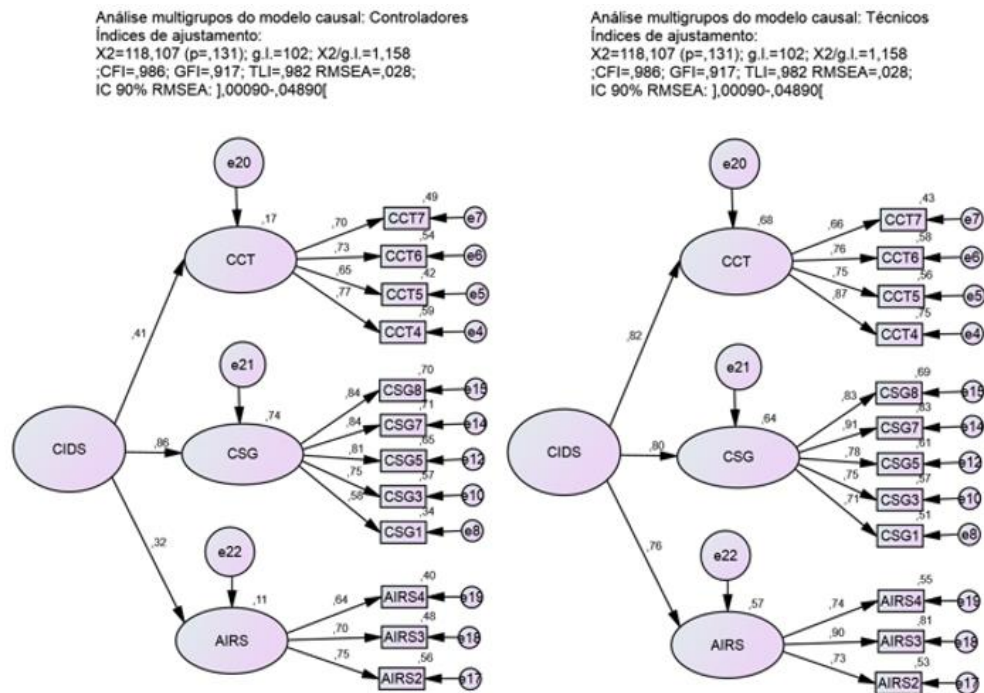 Análise multigrupos do modelo causal: Controladores
Índices de ajustamento:
X2=118,107 (p=,131); g.l.=102; X2/g.l.=1,158
;CFI=,986; GFI=,917; TLI=,982 RMSEA=,028;
IC 90% RMSEA: ],00090-,04890[
e20
,17
CCT
,49
,70
CCT7
e7
,54
,73
CCT6
e6
,42
,65
CCT5
e5
,59
,77
CCT4
e4
,41
e21
,74
CIDS
,86
CSG
,70
,84
CSG8
e15
,71
,84
CSG7
e14
,65
,81
CSG5
e12
,57
,75
CSG3
e10
,34
,58
CSG1
e8
,32
e22
,11
AIRS
,40
,64
AIRS4
e19
,48
,70
AIRS3
e18
,56
,75
AIRS2
e17
Análise multigrupos do modelo causal: Técnicos
Índices de ajustamento:
X2=118,107 (p=,131); g.l.=102; X2/g.l.=1,158
;CFI=,986; GFI=,917; TLI=,982 RMSEA=,028;
IC 90% RMSEA: ],00090-,04890[
e20
,68
CCT
,43
,66
CCT7
e7
,58
,76
CCT6
e6
,56
,75
CCT5
e5
,75
,87
CCT4
e4
,82
e21
,64
CIDS
,80
CSG
,69
,83
CSG8
e15
,83
,91
CSG7
e14
,61
,78
CSG5
e12
,57
,75
CSG3
e10
,51
,71
CSG1
e8
,76
e22
,57
AIRS
,55
,74
AIRS4
e19
,81
,90
AIRS3
e18
,53
,73
AIRS2
e17